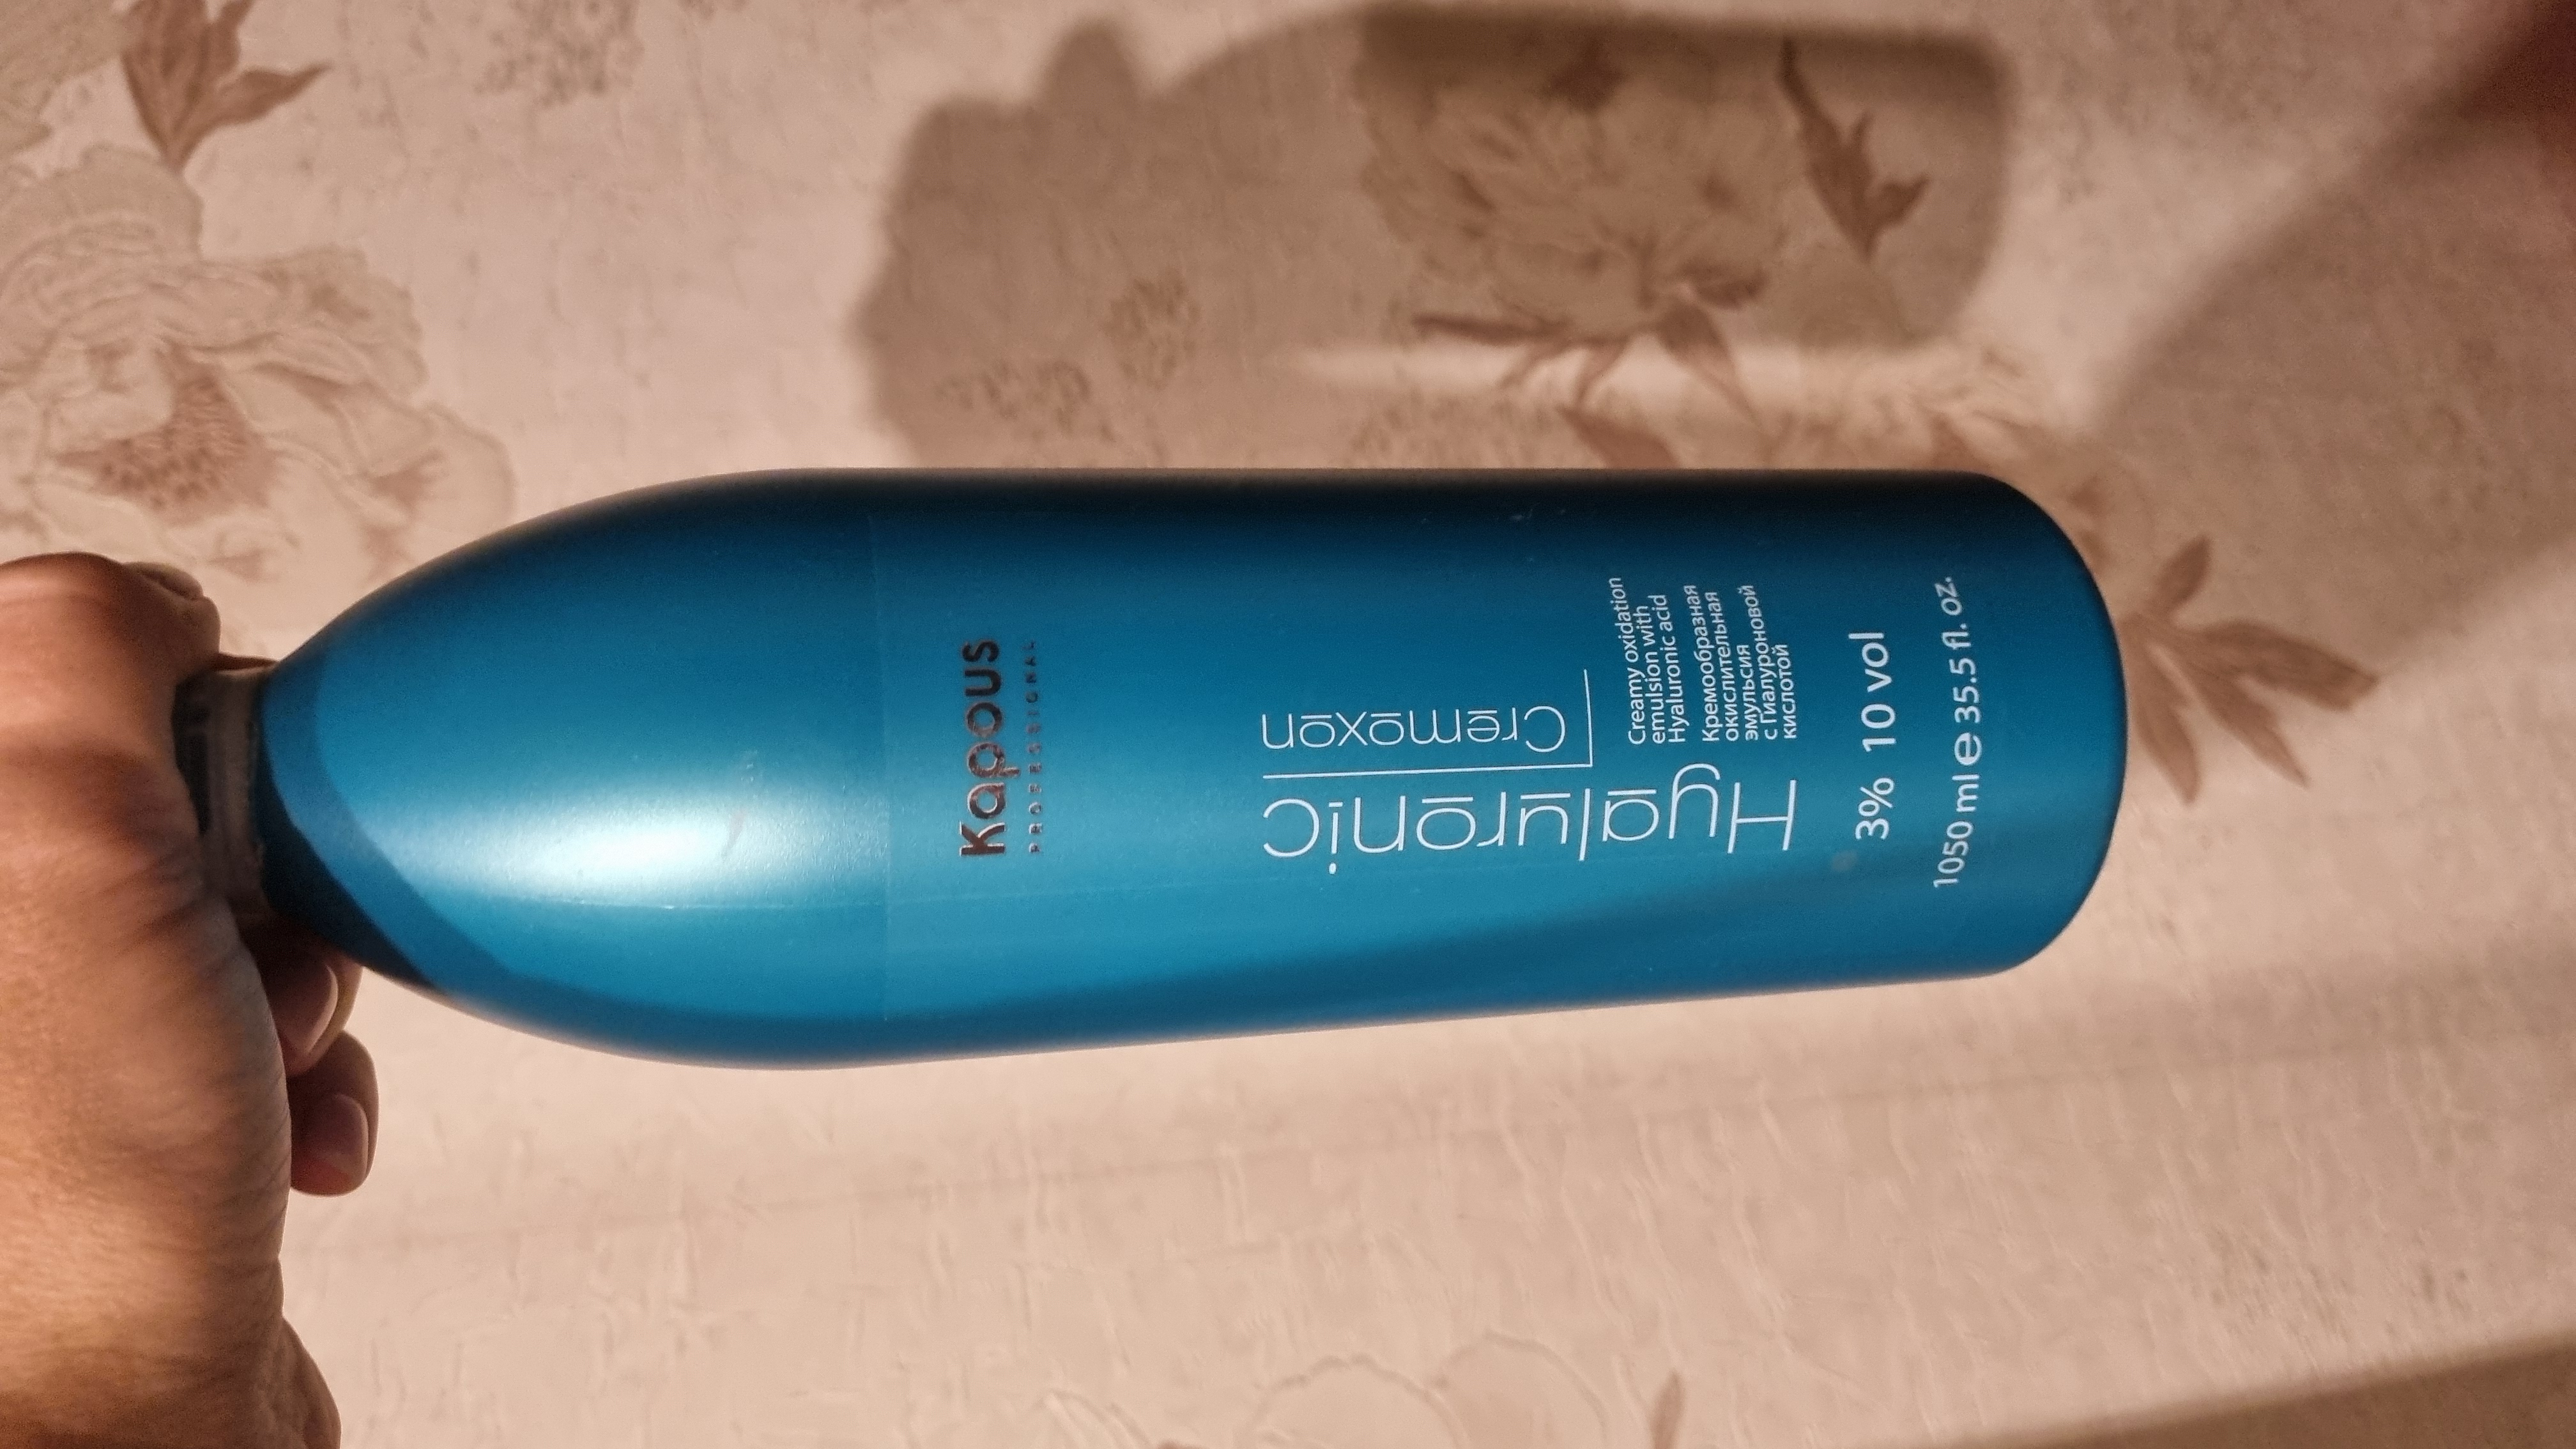 Kapous
PROFESSIONAL
Hyaluronic
Cremoxon
Creamy oxidation
emulsion with
Hyaluronic acid
Кремообразная
окислительная
эмульсия
с Гиалуроновой
кислотой
3% 10 vol
1050 ml e 35.5 fl. oz.